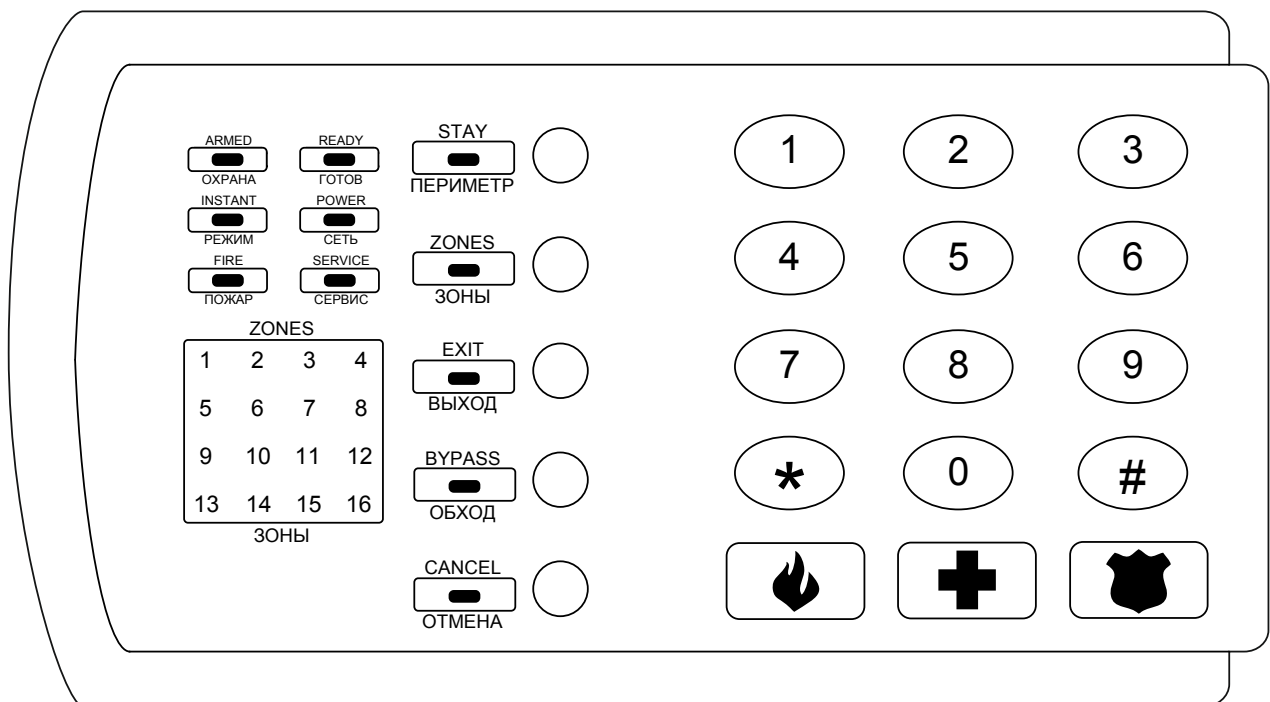 ARMED
ОХРАНА
READY
ГОТОВ
INSTANT
РЕЖИМ
POWER
СЕТЬ
FIRE
ПОЖАР
SERVICE
СЕРВИС
ZONES
1 2 3 4
5 6 7 8
9 10 11 12
13 14 15 16
ЗОНЫ
STAY
ПЕРИМЕТР
ZONES
ЗОНЫ
EXIT
ВЫХОД
BYPASS
ОБХОД
CANCEL
ОТМЕНА
1 2 3
4 5 6
7 8 9
* 0 #